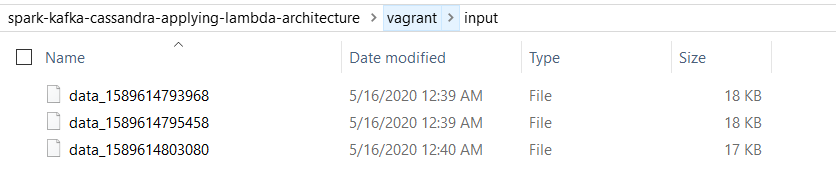 spark-kafka-cassandra-applying-lambda-architecture > vagrant > input
Name Date modified Type Size
data_1589614793968 5/16/2020 12:39 AM File 18 KB
data_1589614795458 5/16/2020 12:39 AM File 18 KB
data_1589614803080 5/16/2020 12:40 AM File 17 KB